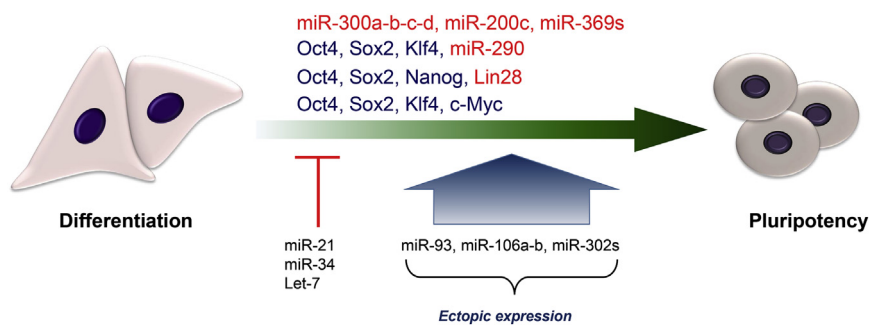 miR-300a-b-c-d, miR-200c, miR-369s
Oct4, Sox2, Klf4, miR-290
Oct4, Sox2, Nanog, Lin28
Oct4, Sox2, Klf4, c-Myc
Differentiation
Pluripotency
miR-21
miR-34
Let-7
miR-93, miR-106a-b, miR-302s
Ectopic expression